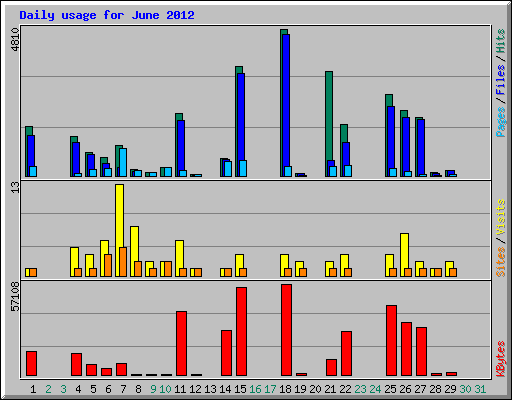 Daily usage for June 2012
4810
Pages / Files / Hits
13
Sites / Visits
57108
KBytes
1 2 3 4 5 6 7 8 9 10 11 12 13 14 15 16 17 18 19 20 21 22 23 24 25 26 27 28 29 30 31